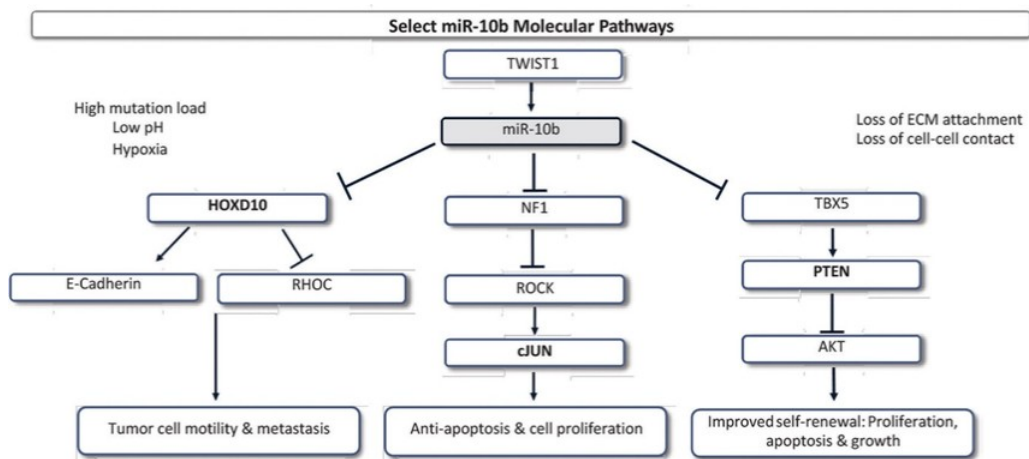 Select miR-10b Molecular Pathways
TWIST1
High mutation load
Low pH
Hypoxia
miR-10b
Loss of ECM attachment
Loss of cell-cell contact
HOXD10
NF1
TBX5
E-Cadherin
RHOC
ROCK
PTEN
cJUN
AKT
Tumor cell motility & metastasis
Anti-apoptosis & cell proliferation
Improved self-renewal: Proliferation,
apoptosis & growth